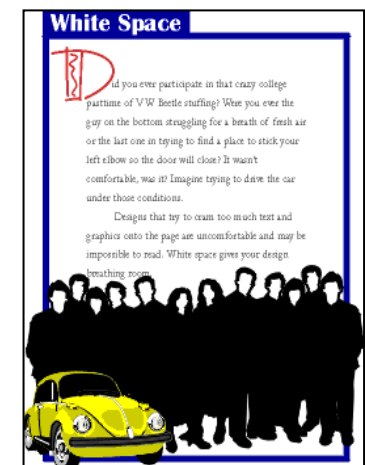 White Space
Did you ever participate in that crazy college
pasttime of VW Beetle stuffing? Were you ever the
guy on the bottom struggling for a breath of fresh air
or the last one in trying to find a place to stick your
left elbow so the door will close? It wasn't
comfortable, was it? Imagine trying to drive the car
under those conditions.
Designs that try to cram too much text and
graphics onto the page are uncomfortable and may be
impossible to read. White space gives your design
breathing room.